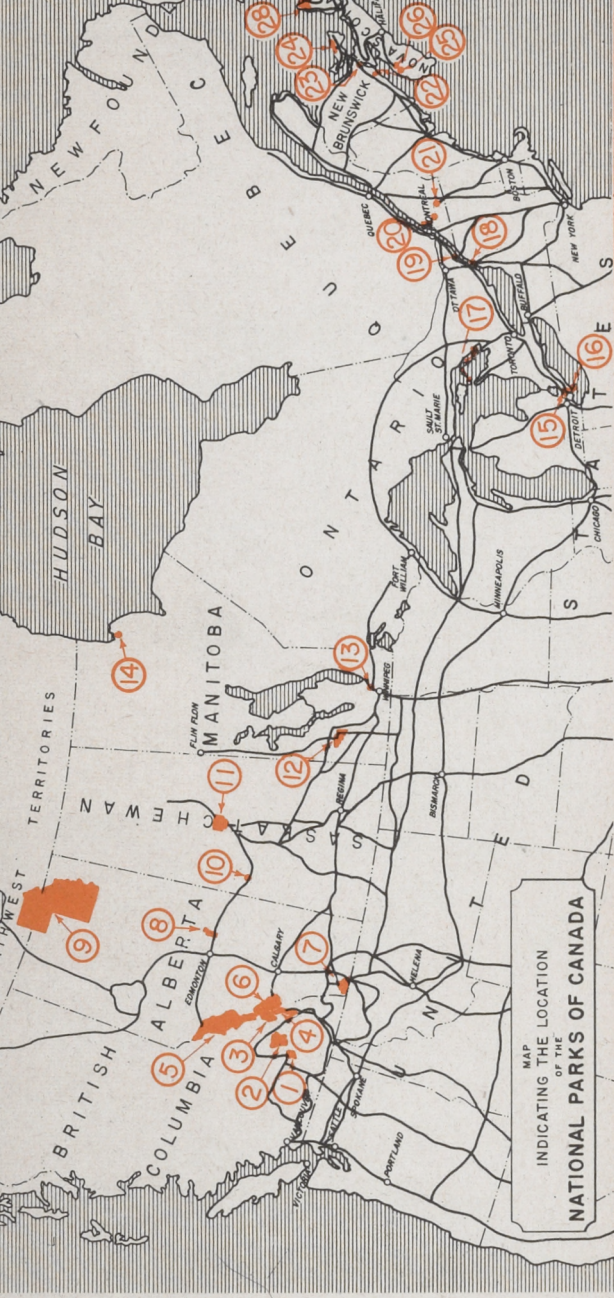 MAP
INDICATING THE LOCATION
OF THE
NATIONAL PARKS OF CANADA
NORTHWEST
TERRITORIES
BRITISH
COLUMBIA
ALBERTA
SASKATCHEWAN
MANITOBA
ONTARIO
QUEBEC
NEWFOUND
NEW
BRUNSWICK
NOVA
HUDSON
BAY
UNITED STATES
VICTORIA
SEATTLE
PORTLAND
SPOKANE
HELENA
EDMONTON
CALGARY
REGINA
BISMARCK
FLIN FLON
WINNIPEG
FORT
WILLIAM
MINNEAPOLIS
CHICAGO
SAULT
ST. MARIE
DETROIT
TORONTO
BUFFALO
OTTAWA
MONTREAL
QUEBEC
BOSTON
NEW YORK
1
2
3
4
5
6
7
8
9
10
11
12
13
14
15
16
17
18
19
20
21
22
23
24
25
26
28